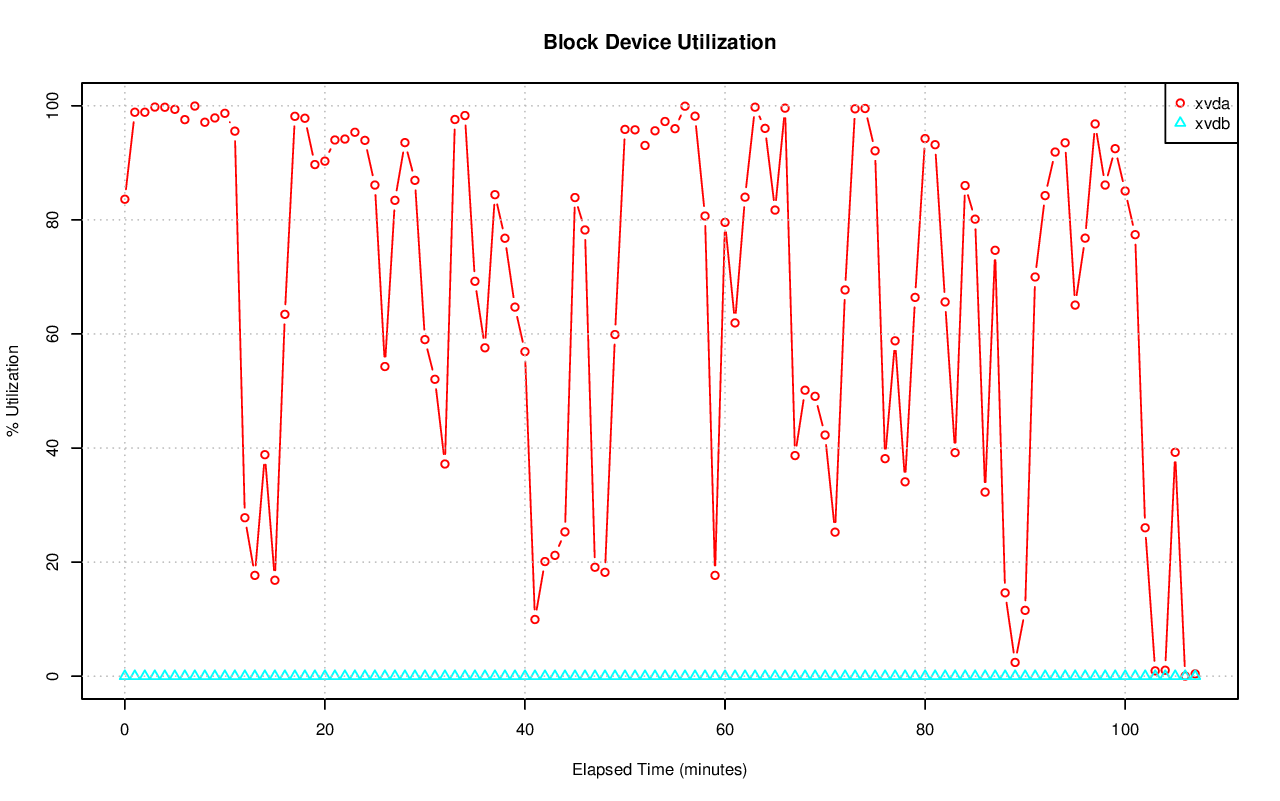 Block Device Utilization
xvda
xvdb
% Utilization
100
80
60
40
20
0
0 20 40 60 80 100
Elapsed Time (minutes)